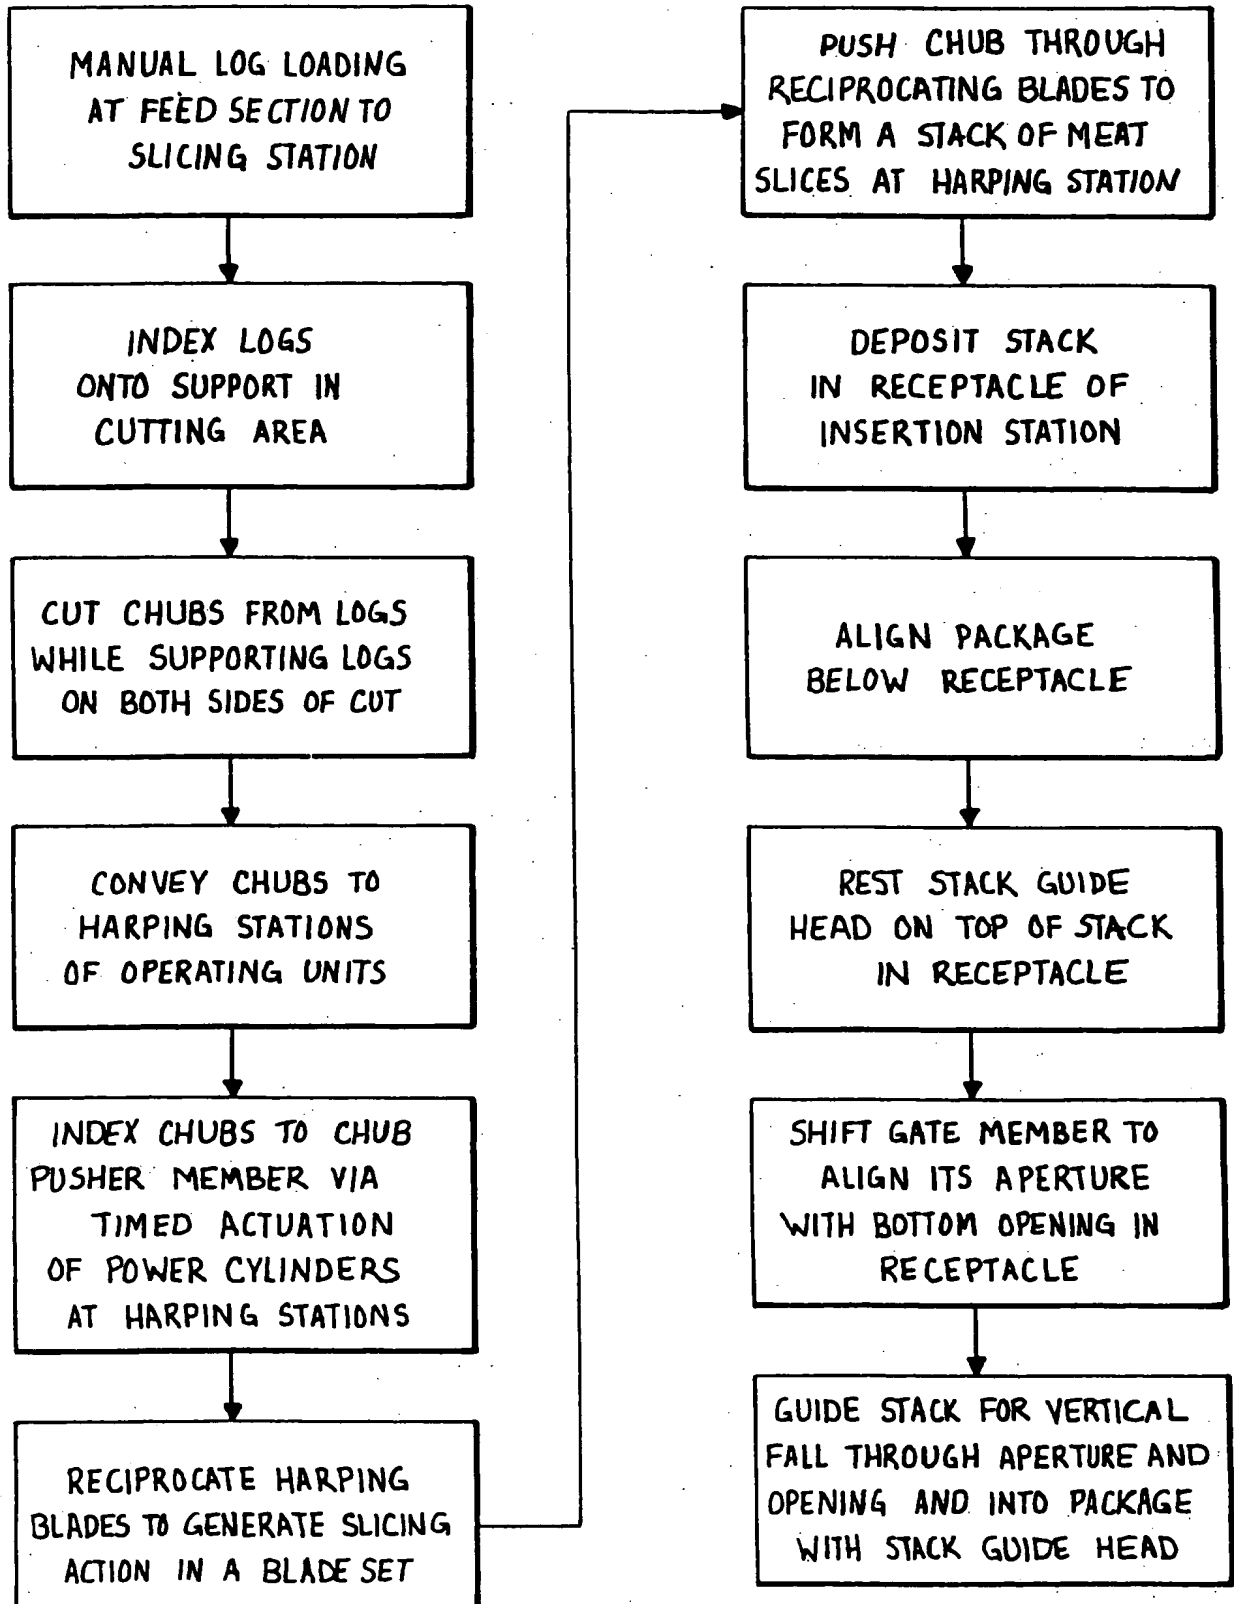 MANUAL LOG LOADING
AT FEED SECTION TO
SLICING STATION
INDEX LOGS
ONTO SUPPORT IN
CUTTING AREA
CUT CHUBS FROM LOGS
WHILE SUPPORTING LOGS
ON BOTH SIDES OF CUT
CONVEY CHUBS TO
HARPING STATIONS
OF OPERATING UNITS
INDEX CHUBS TO CHUB
PUSHER MEMBER VIA
TIMED ACTUATION
OF POWER CYLINDERS
AT HARPING STATIONS
RECIPROCATE HARPING
BLADES TO GENERATE SLICING
ACTION IN A BLADE SET
PUSH CHUB THROUGH
RECIPROCATING BLADES TO
FORM A STACK OF MEAT
SLICES AT HARPING STATION
DEPOSIT STACK
IN RECEPTACLE OF
INSERTION STATION
ALIGN PACKAGE
BELOW RECEPTACLE
REST STACK GUIDE
HEAD ON TOP OF STACK
IN RECEPTACLE
SHIFT GATE MEMBER TO
ALIGN ITS APERTURE
WITH BOTTOM OPENING IN
RECEPTACLE
GUIDE STACK FOR VERTICAL
FALL THROUGH APERTURE AND
OPENING AND INTO PACKAGE
WITH STACK GUIDE HEAD